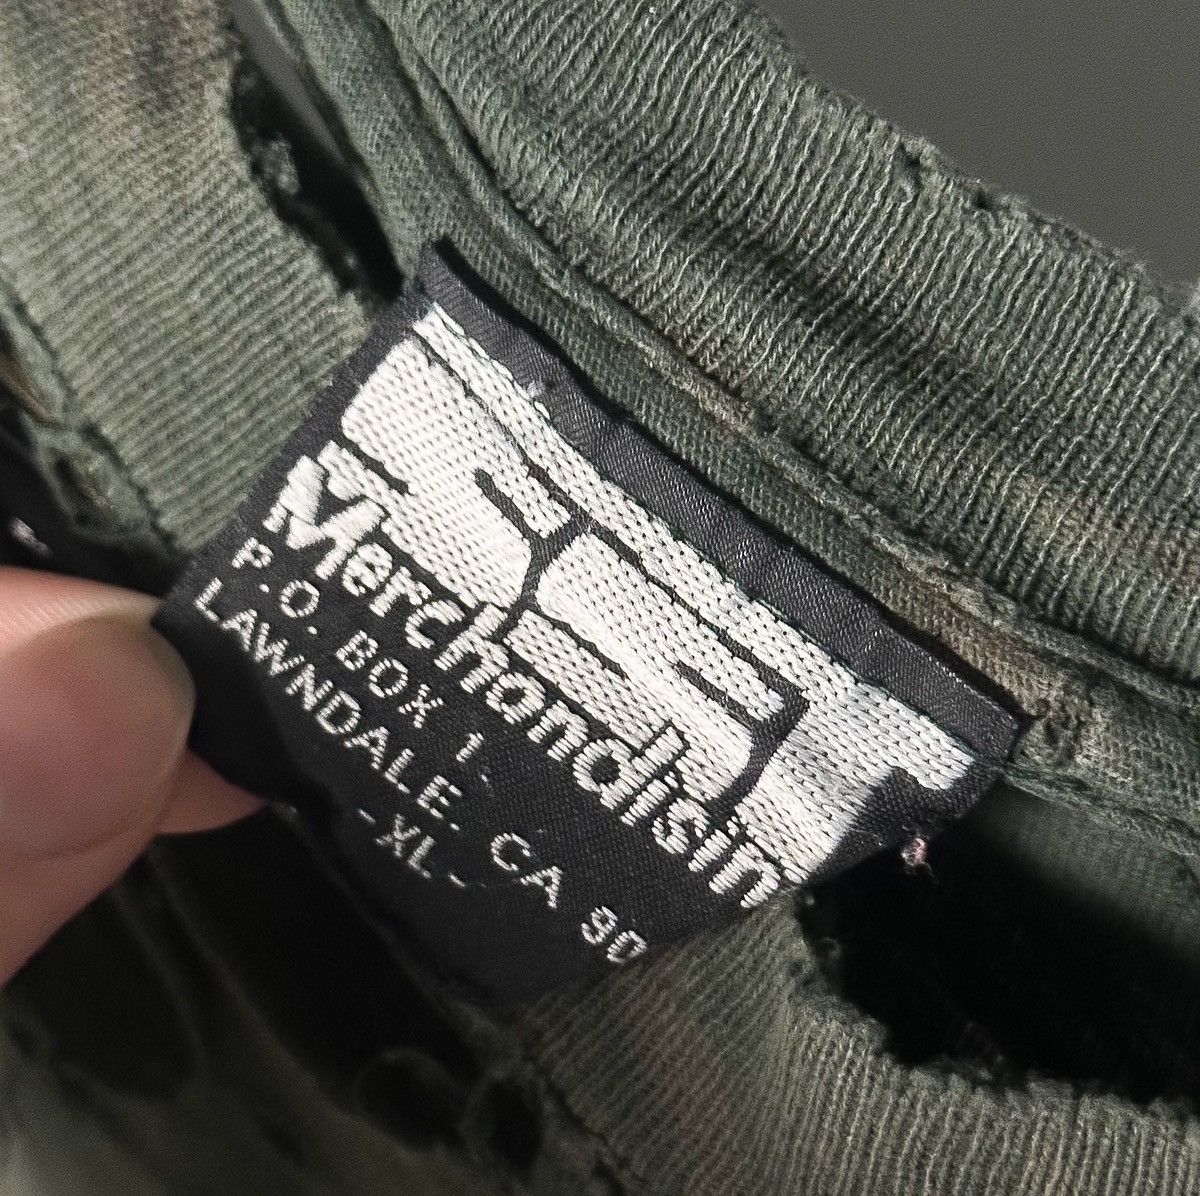 Merchandisin
P.O. BOX 1
LAWNDALE. CA 90
-XL-